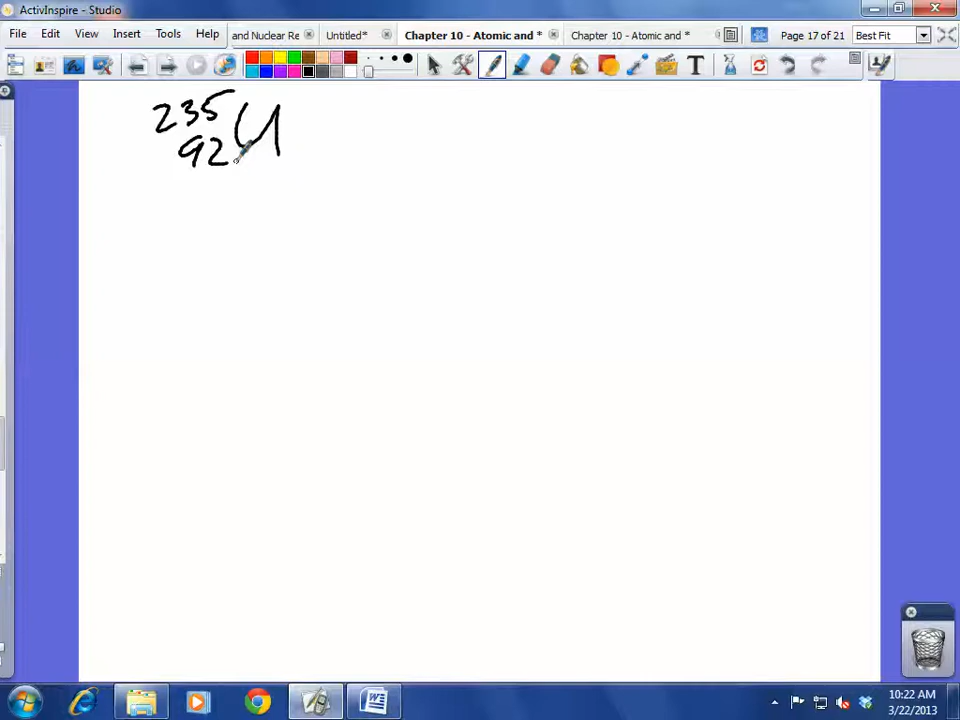 ActivInspire - Studio
File Edit View Insert Tools Help and Nuclear Re Untitled* Chapter 10 - Atomic and * Chapter 10 - Atomic and * Page 17 of 21 Best Fit
T
235
92 U
10:22 AM
3/22/2013